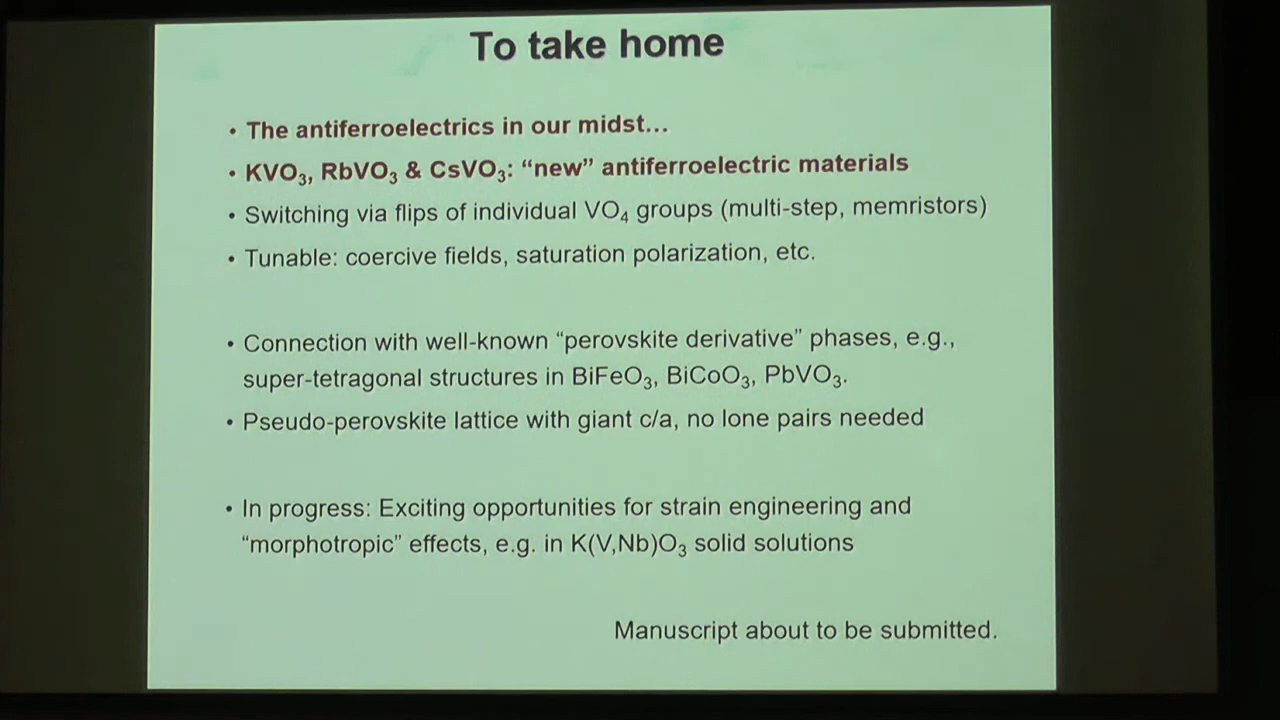 To take home
• The antiferroelectrics in our midst…
• KVO₃, RbVO₃ & CsVO₃: “new” antiferroelectric materials
• Switching via flips of individual VO₄ groups (multi-step, memristors)
• Tunable: coercive fields, saturation polarization, etc.
• Connection with well-known “perovskite derivative” phases, e.g.,
super-tetragonal structures in BiFeO₃, BiCoO₃, PbVO₃.
• Pseudo-perovskite lattice with giant c/a, no lone pairs needed
• In progress: Exciting opportunities for strain engineering and
“morphotropic” effects, e.g. in K(V,Nb)O₃ solid solutions
Manuscript about to be submitted.